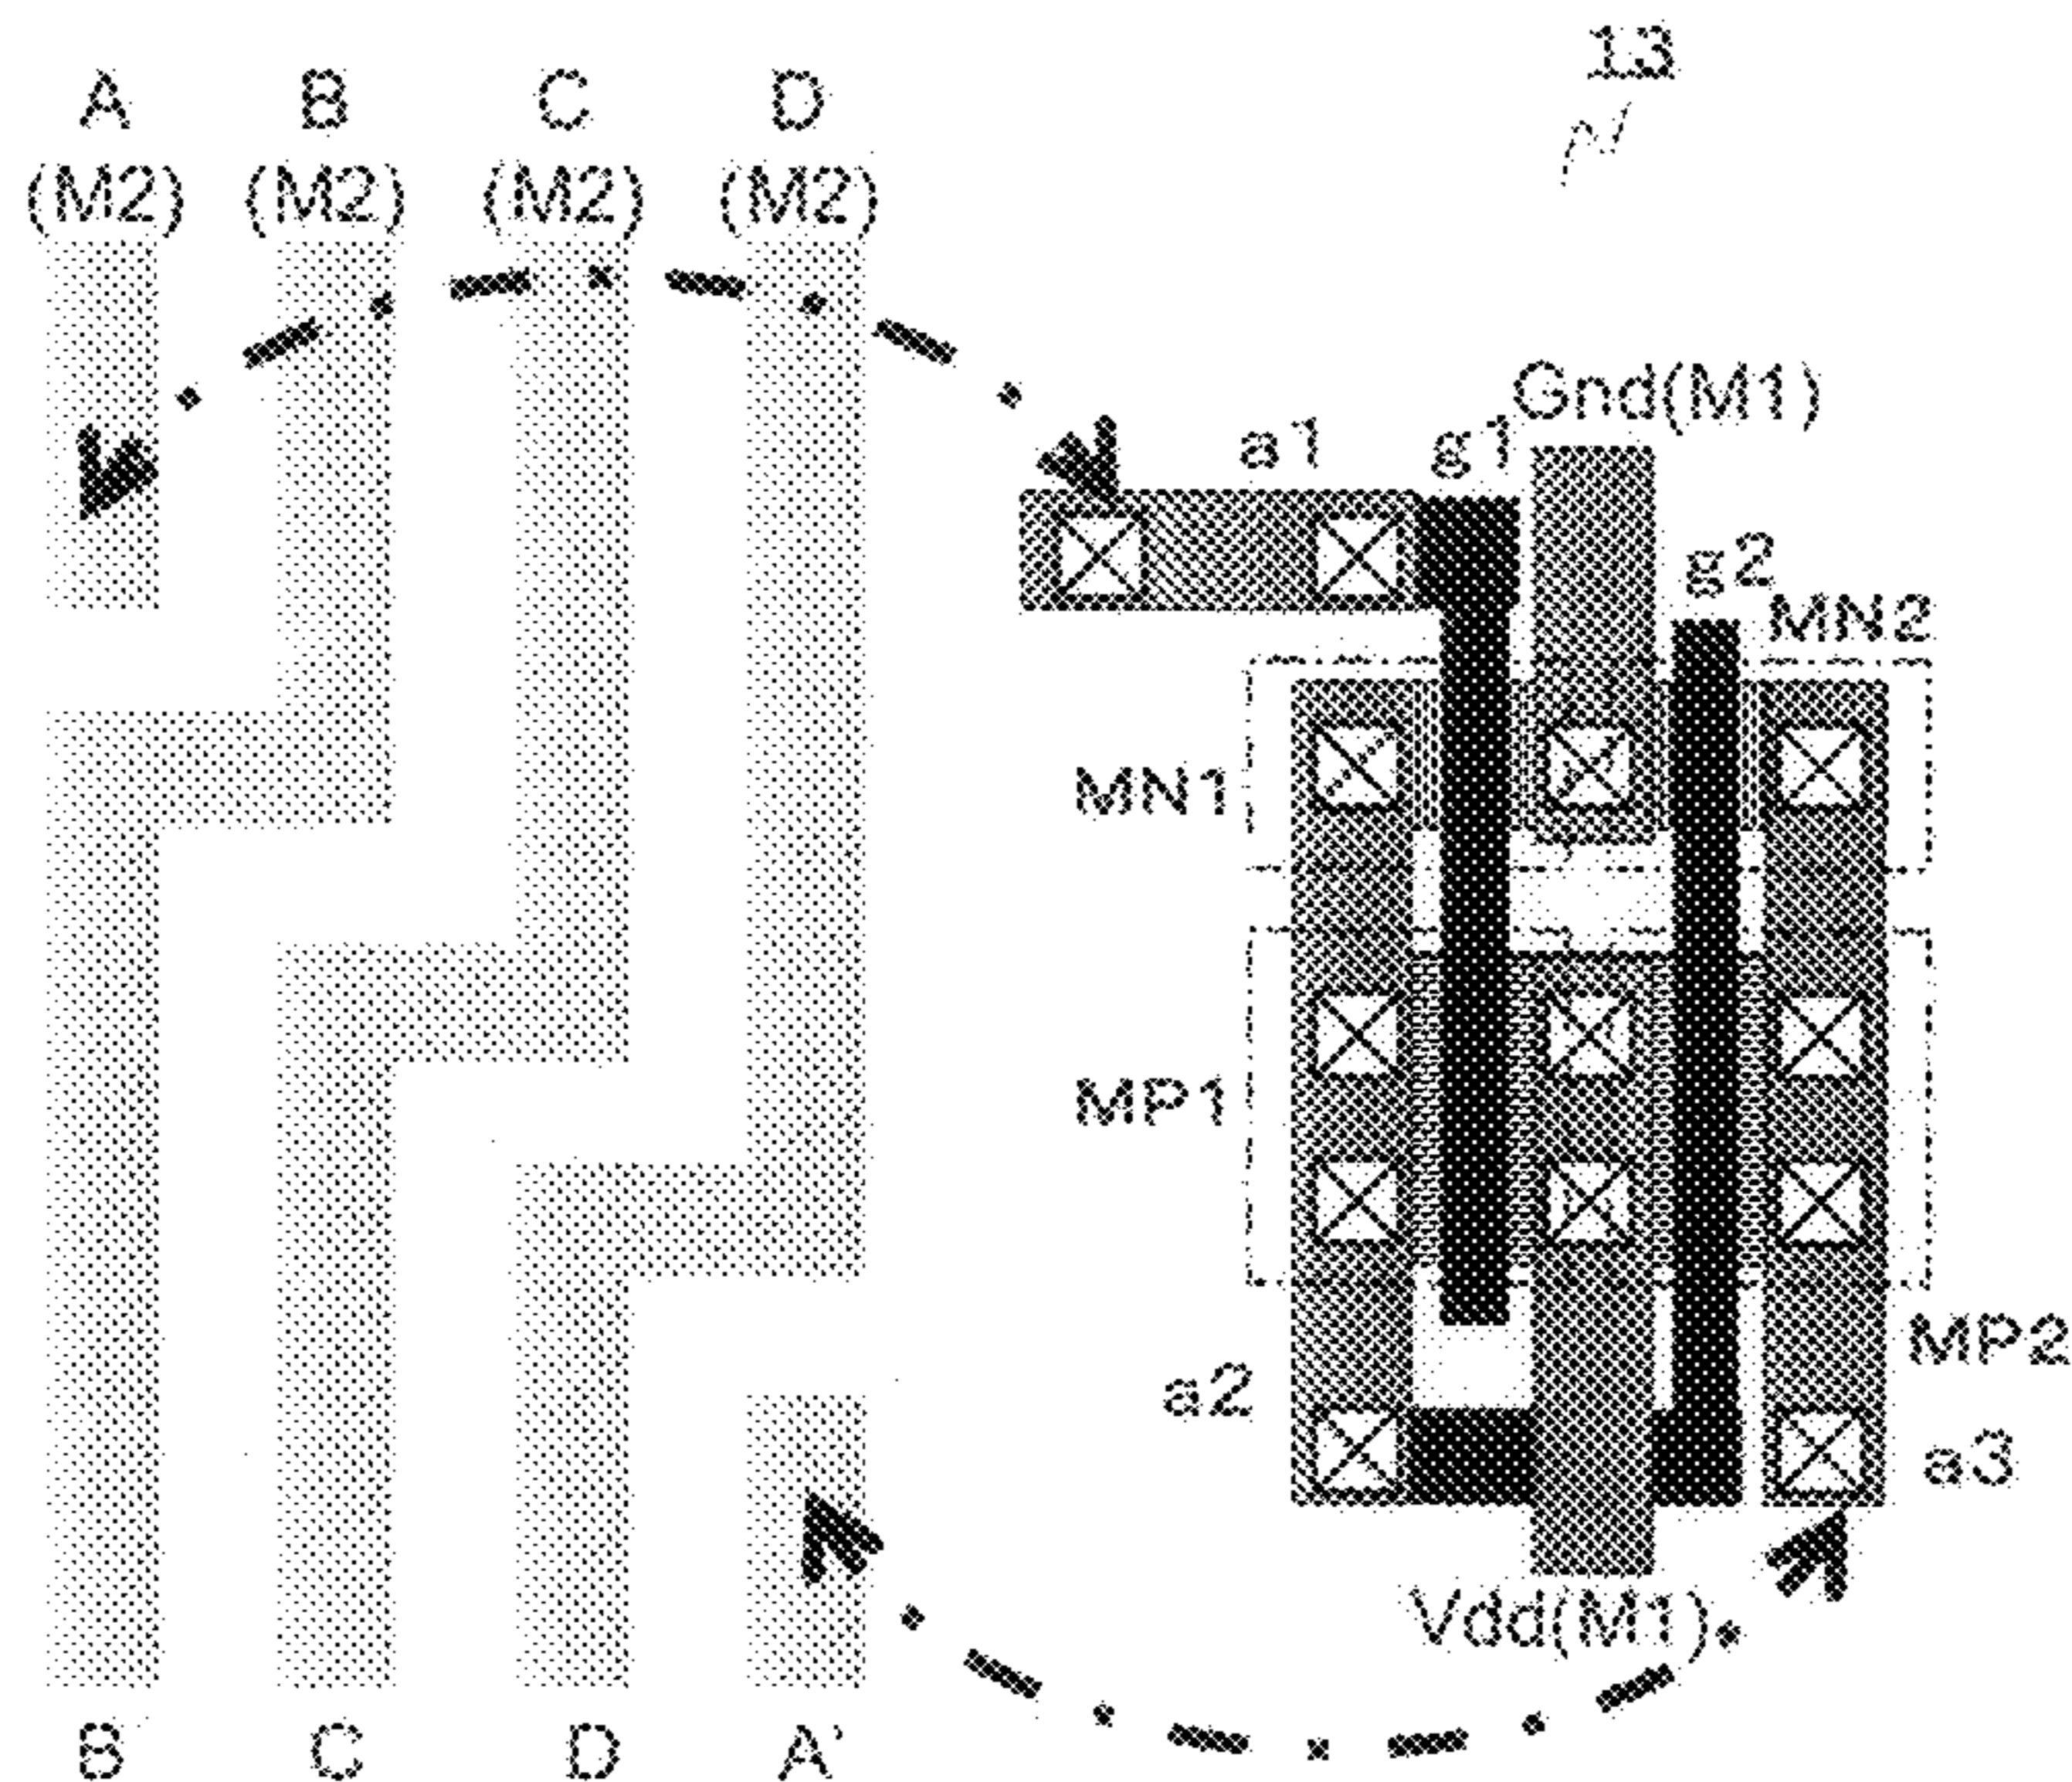 13
A B C D
(M2) (M2) (M2) (M2)
Gnd(M1)
a1 g1
g2
MN2
MN1
MP1
MP2
a2
a3
Vdd(M1)
B C D A'